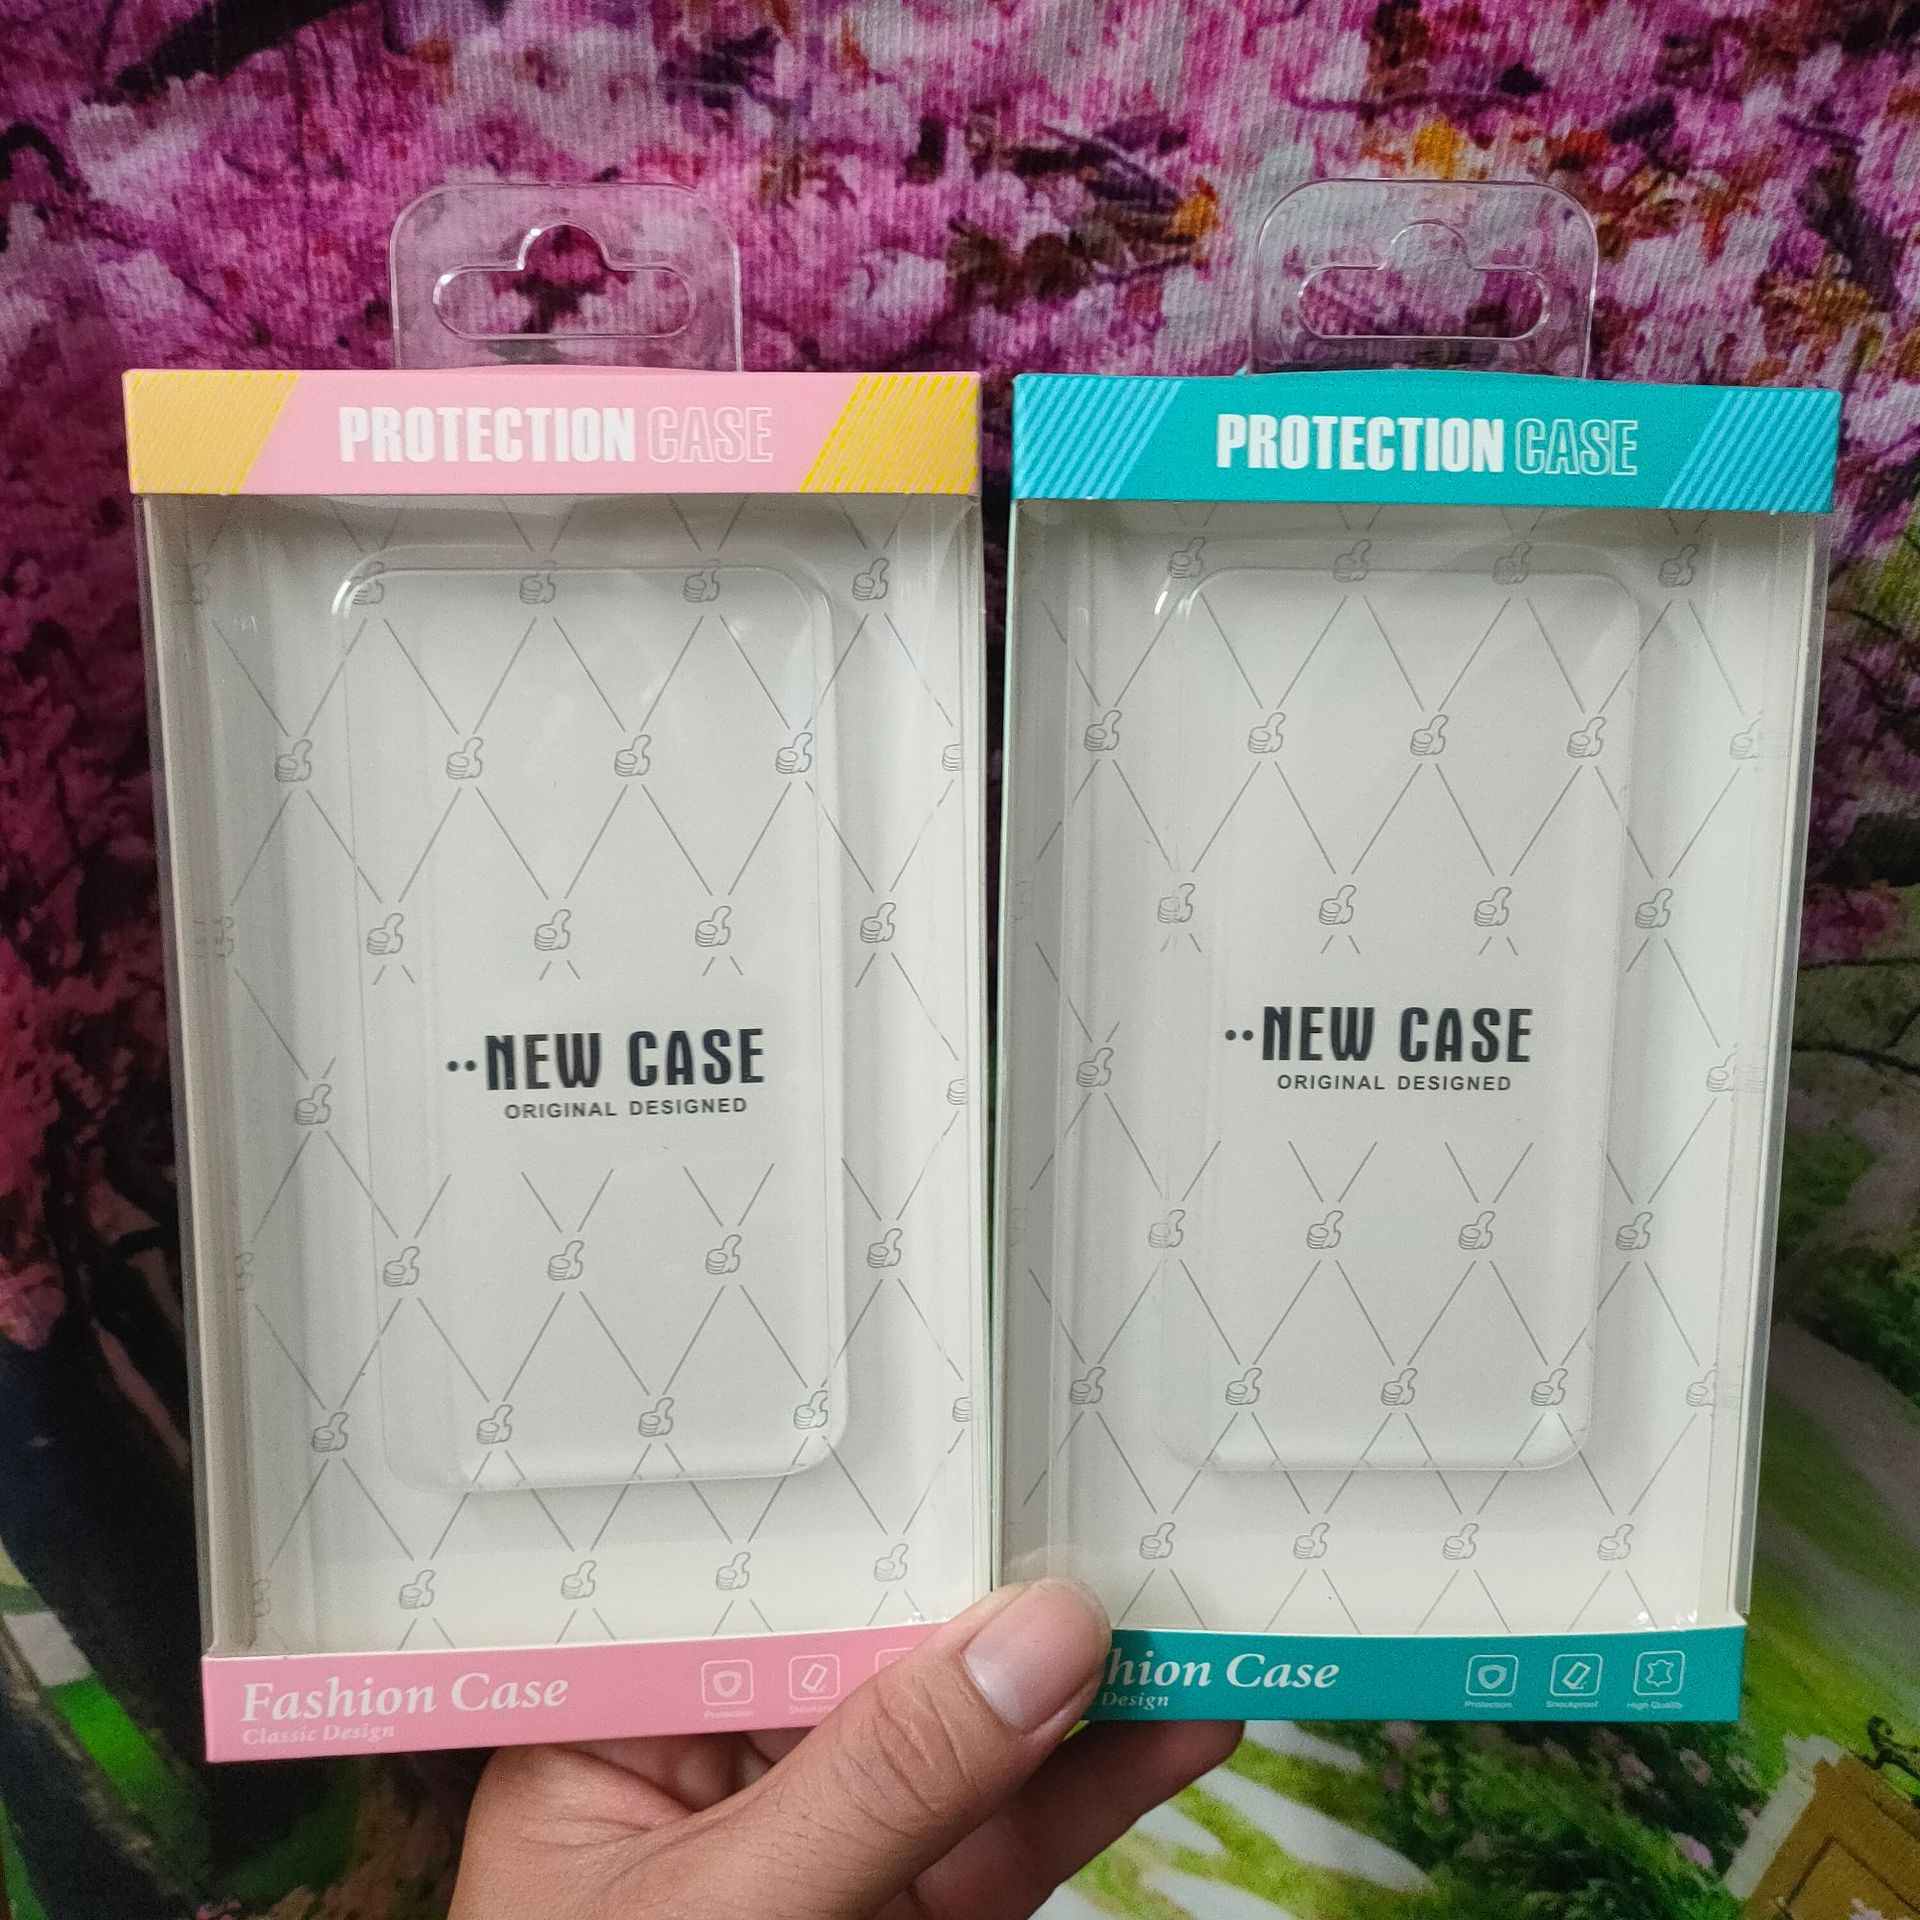 PROTECTION CASE
NEW CASE
ORIGINAL DESIGNED
Fashion Case
Classic Design
Protection
PROTECTION CASE
NEW CASE
ORIGINAL DESIGNED
hion Case
Design
Protection Shockproof High Quality